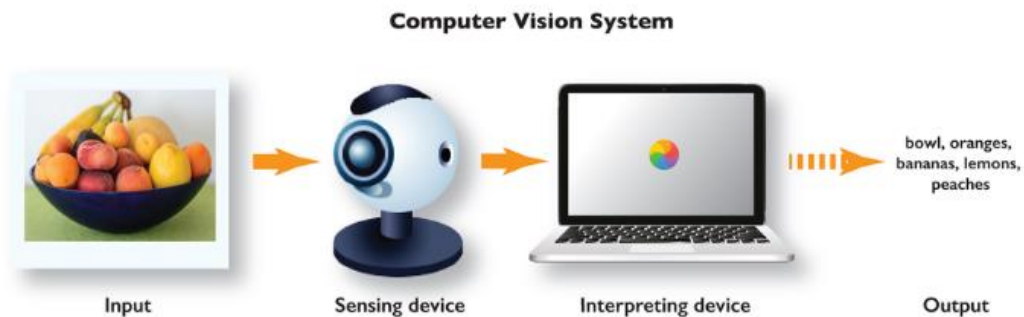 Computer Vision System
bowl, oranges,
bananas, lemons,
peaches
Input
Sensing device
Interpreting device
Output